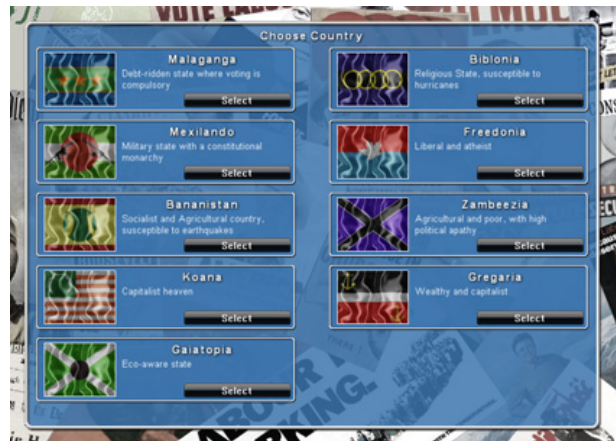 VOTE LABOUR
Choose Country
Malaganga
Debt-ridden state where voting is
compulsory
Select
Biblonia
Religious State, susceptible to
hurricanes
Select
Mexilando
Military state with a constitutional
monarchy
Select
Freedonia
Liberal and atheist
Select
Bananistan
Socialist and Agricultural country,
susceptible to earthquakes
Select
Zambeezia
Agricultural and poor, with high
political apathy
Select
Koana
Capitalist heaven
Select
Gregaria
Wealthy and capitalist
Select
Gaiatopia
Eco-aware state
Select